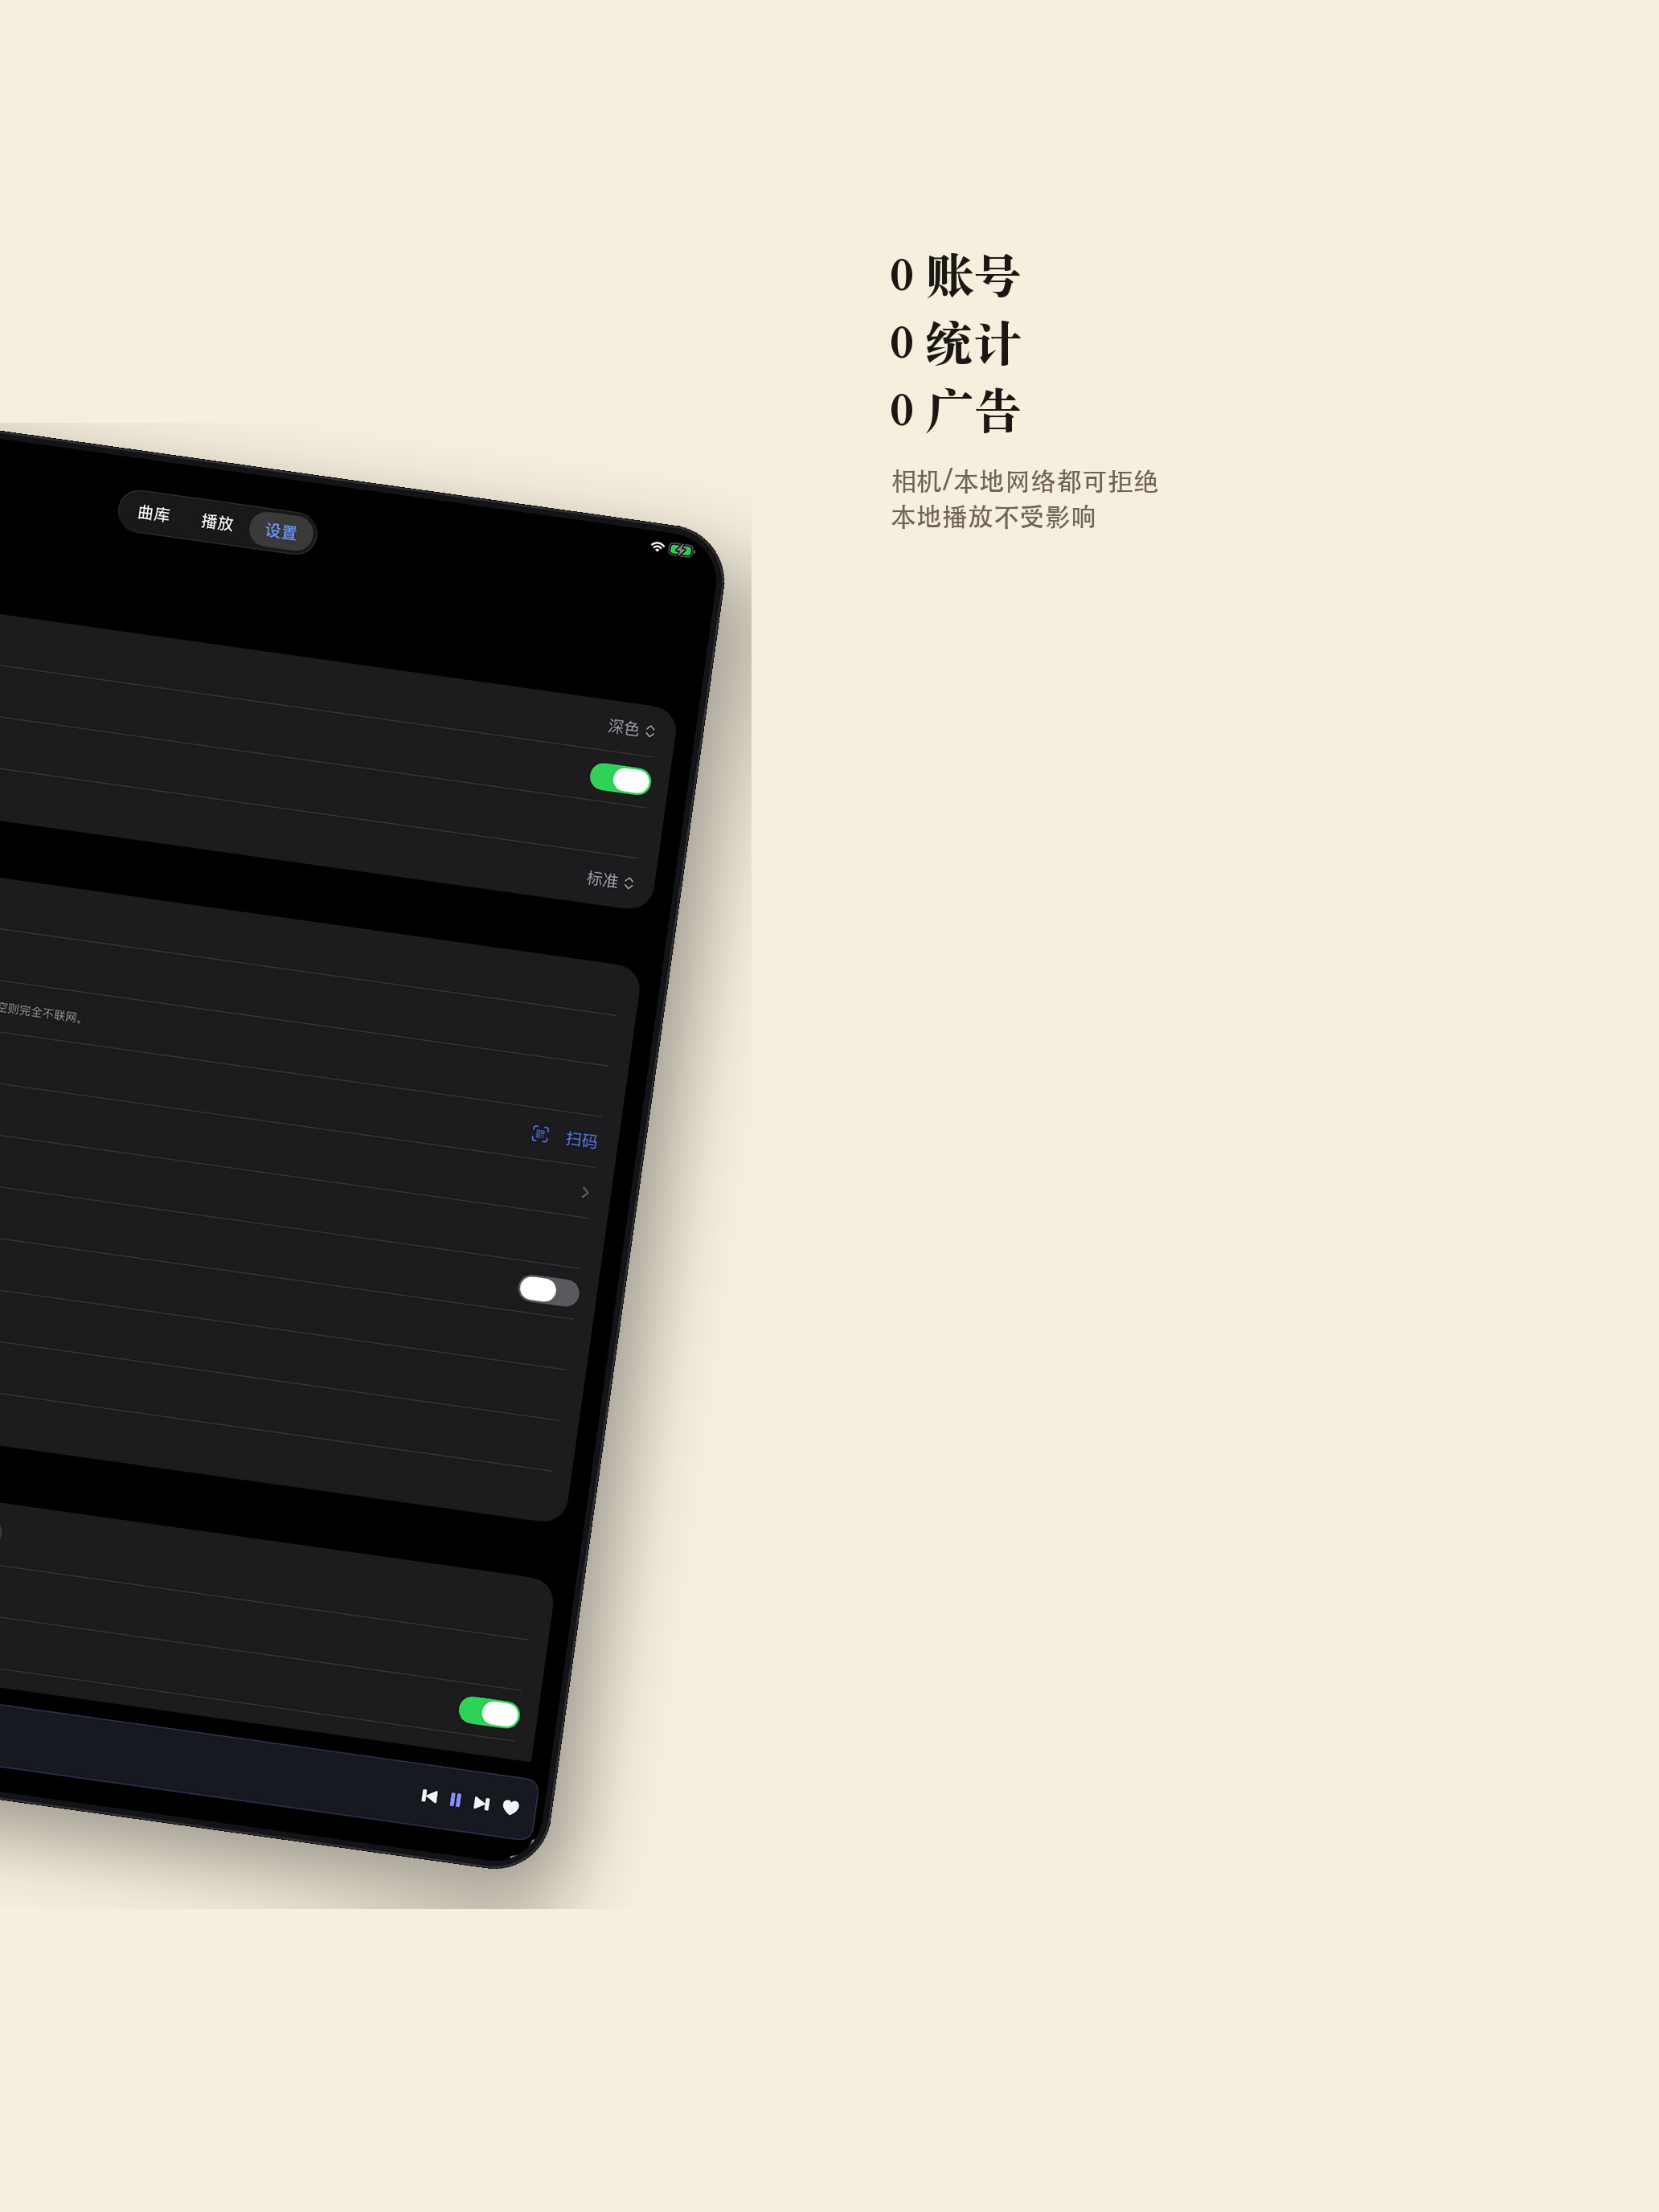 0 账号
0 统计
0 广告
相机/本地网络都可拒绝
本地播放不受影响
曲库 播放 设置
深色
标准
空则完全不联网。
扫码